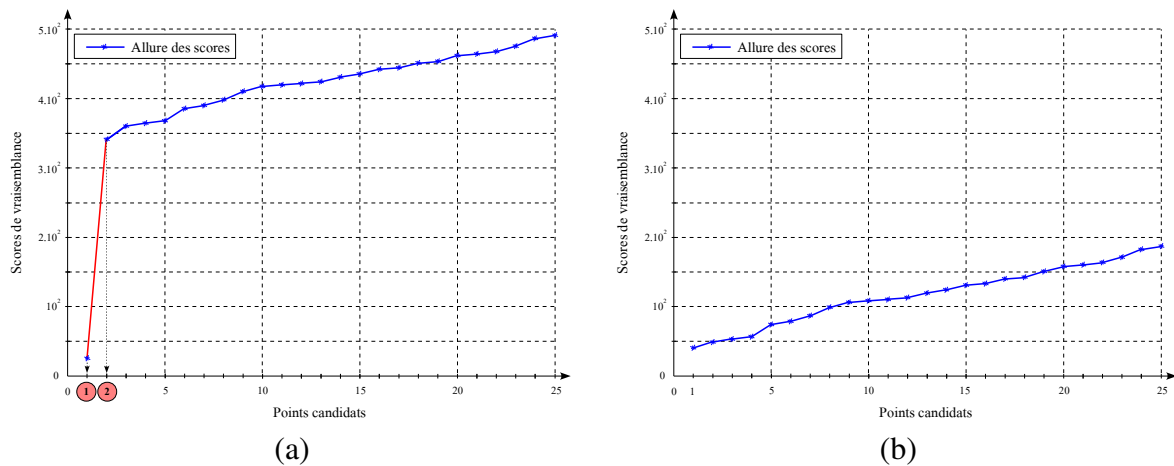 5.10²
Allure des scores
4.10²
3.10²
2.10²
10²
0
Scores de vraisemblance
0 1 2 5 10 15 20 25
Points candidats
(a)
5.10²
Allure des scores
4.10²
3.10²
2.10²
10²
0
Scores de vraisemblance
0 1 5 10 15 20 25
Points candidats
(b)